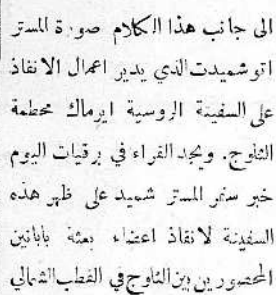 الى جانب هذا الكلام صورة المستر
اتوشميدت الذي يدير اعمال الانقاذ
على السفينة الروسية ايرماك محطمة
الثلوج. ويجد القراء في برقيات اليوم
خبر سفر المستر شميد على ظهر هذه
السفينة لانقاذ اعضاء بعثة بابانين
المحصورين بين الثلوج في القطب الشمالي